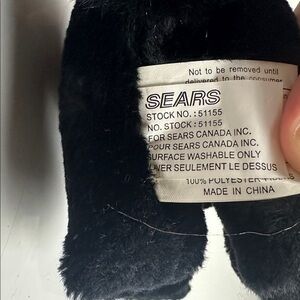 Not to be removed until
delivered to the consumer
SEARS
STOCK NO. : 51155
NO. STOCK : 51155
FOR SEARS CANADA INC.
POUR SEARS CANADA INC.
SURFACE WASHABLE ONLY
SEULEMENT LE DESSUS
100% POLYESTER
MADE IN CHINA